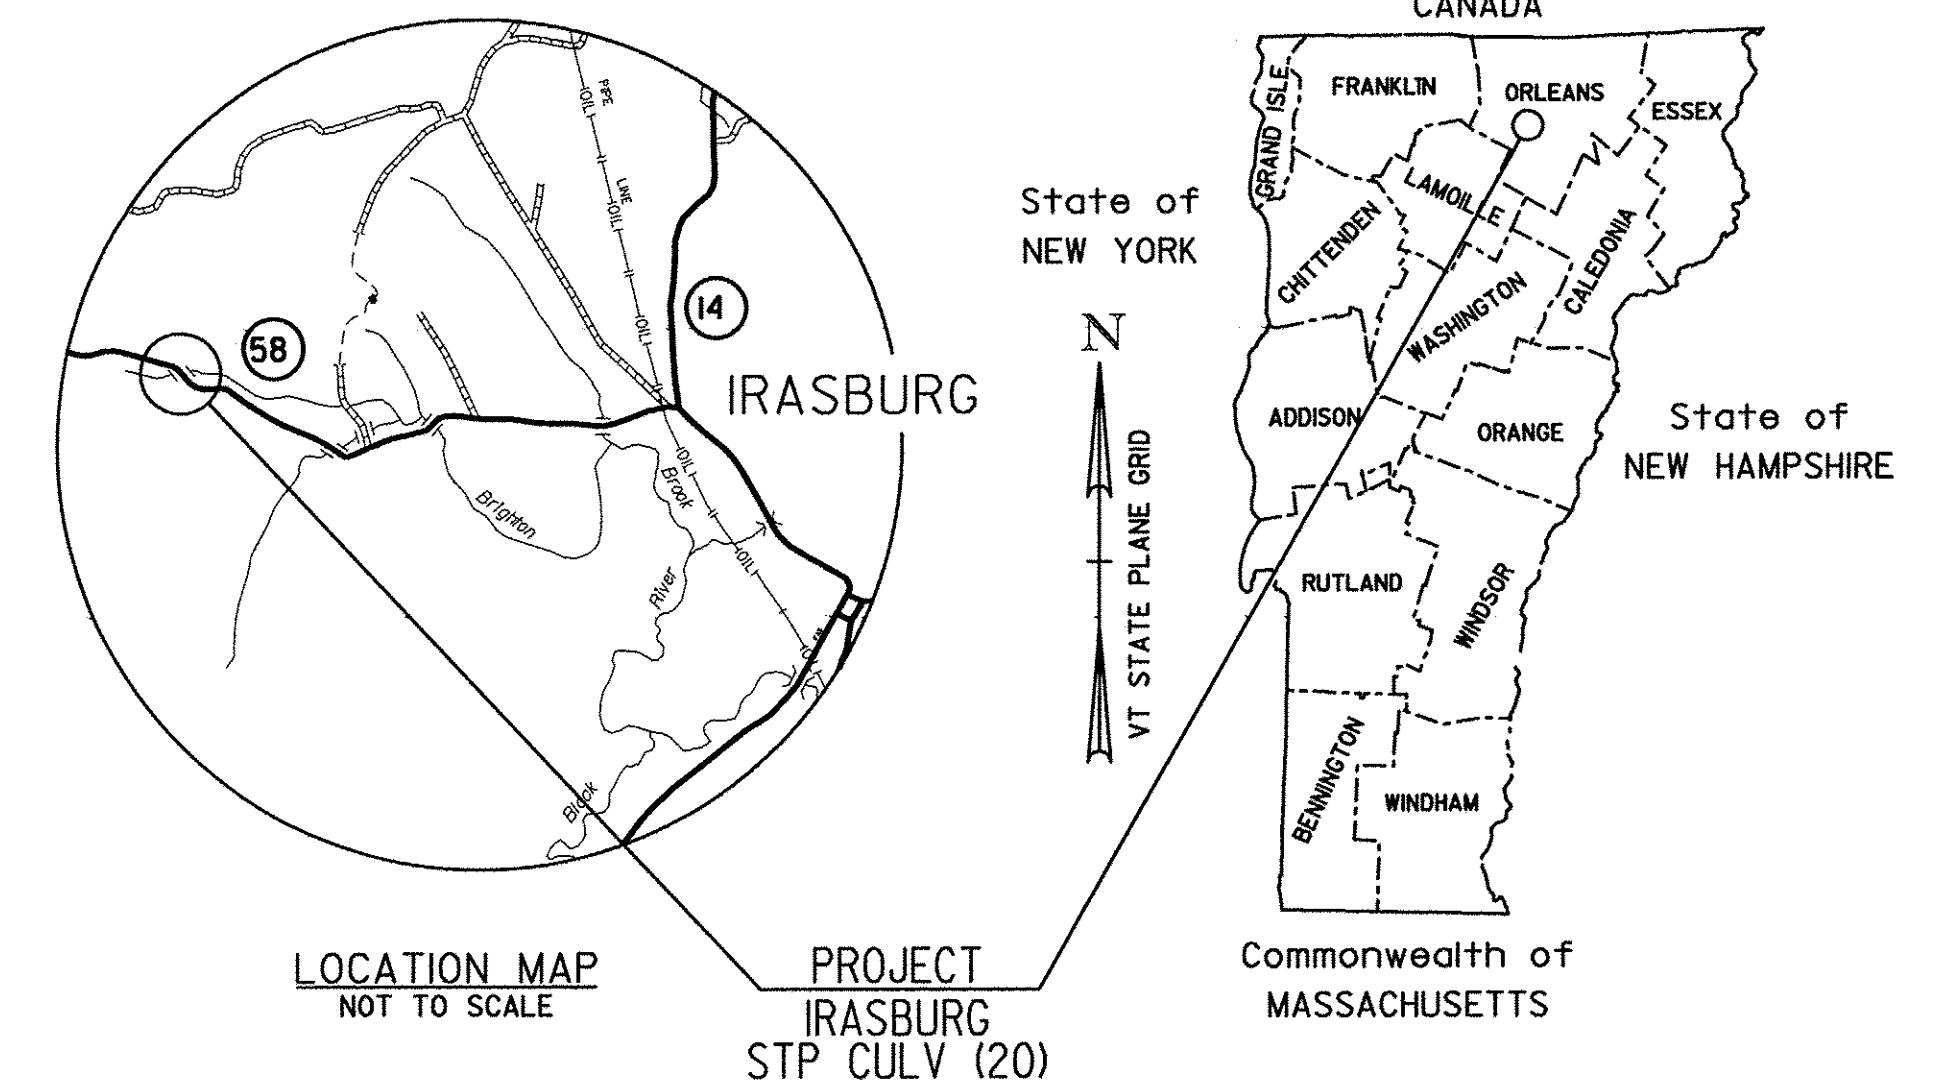 CANADA
FRANKLIN
ORLEANS
ESSEX
GRAND ISLE
LAMOILLE
CHITTENDEN
CALEDONIA
WASHINGTON
ADDISON
ORANGE
RUTLAND
WINDSOR
BENNINGTON
WINDHAM
State of
NEW YORK
State of
NEW HAMPSHIRE
Commonwealth of
MASSACHUSETTS
N
VT STATE PLANE GRID
PIPE
LINE
OIL
OIL
OIL
OIL
OIL
14
58
IRASBURG
Brighton
Brook
River
Black
LOCATION MAP
NOT TO SCALE
PROJECT
IRASBURG
STP CULV (20)